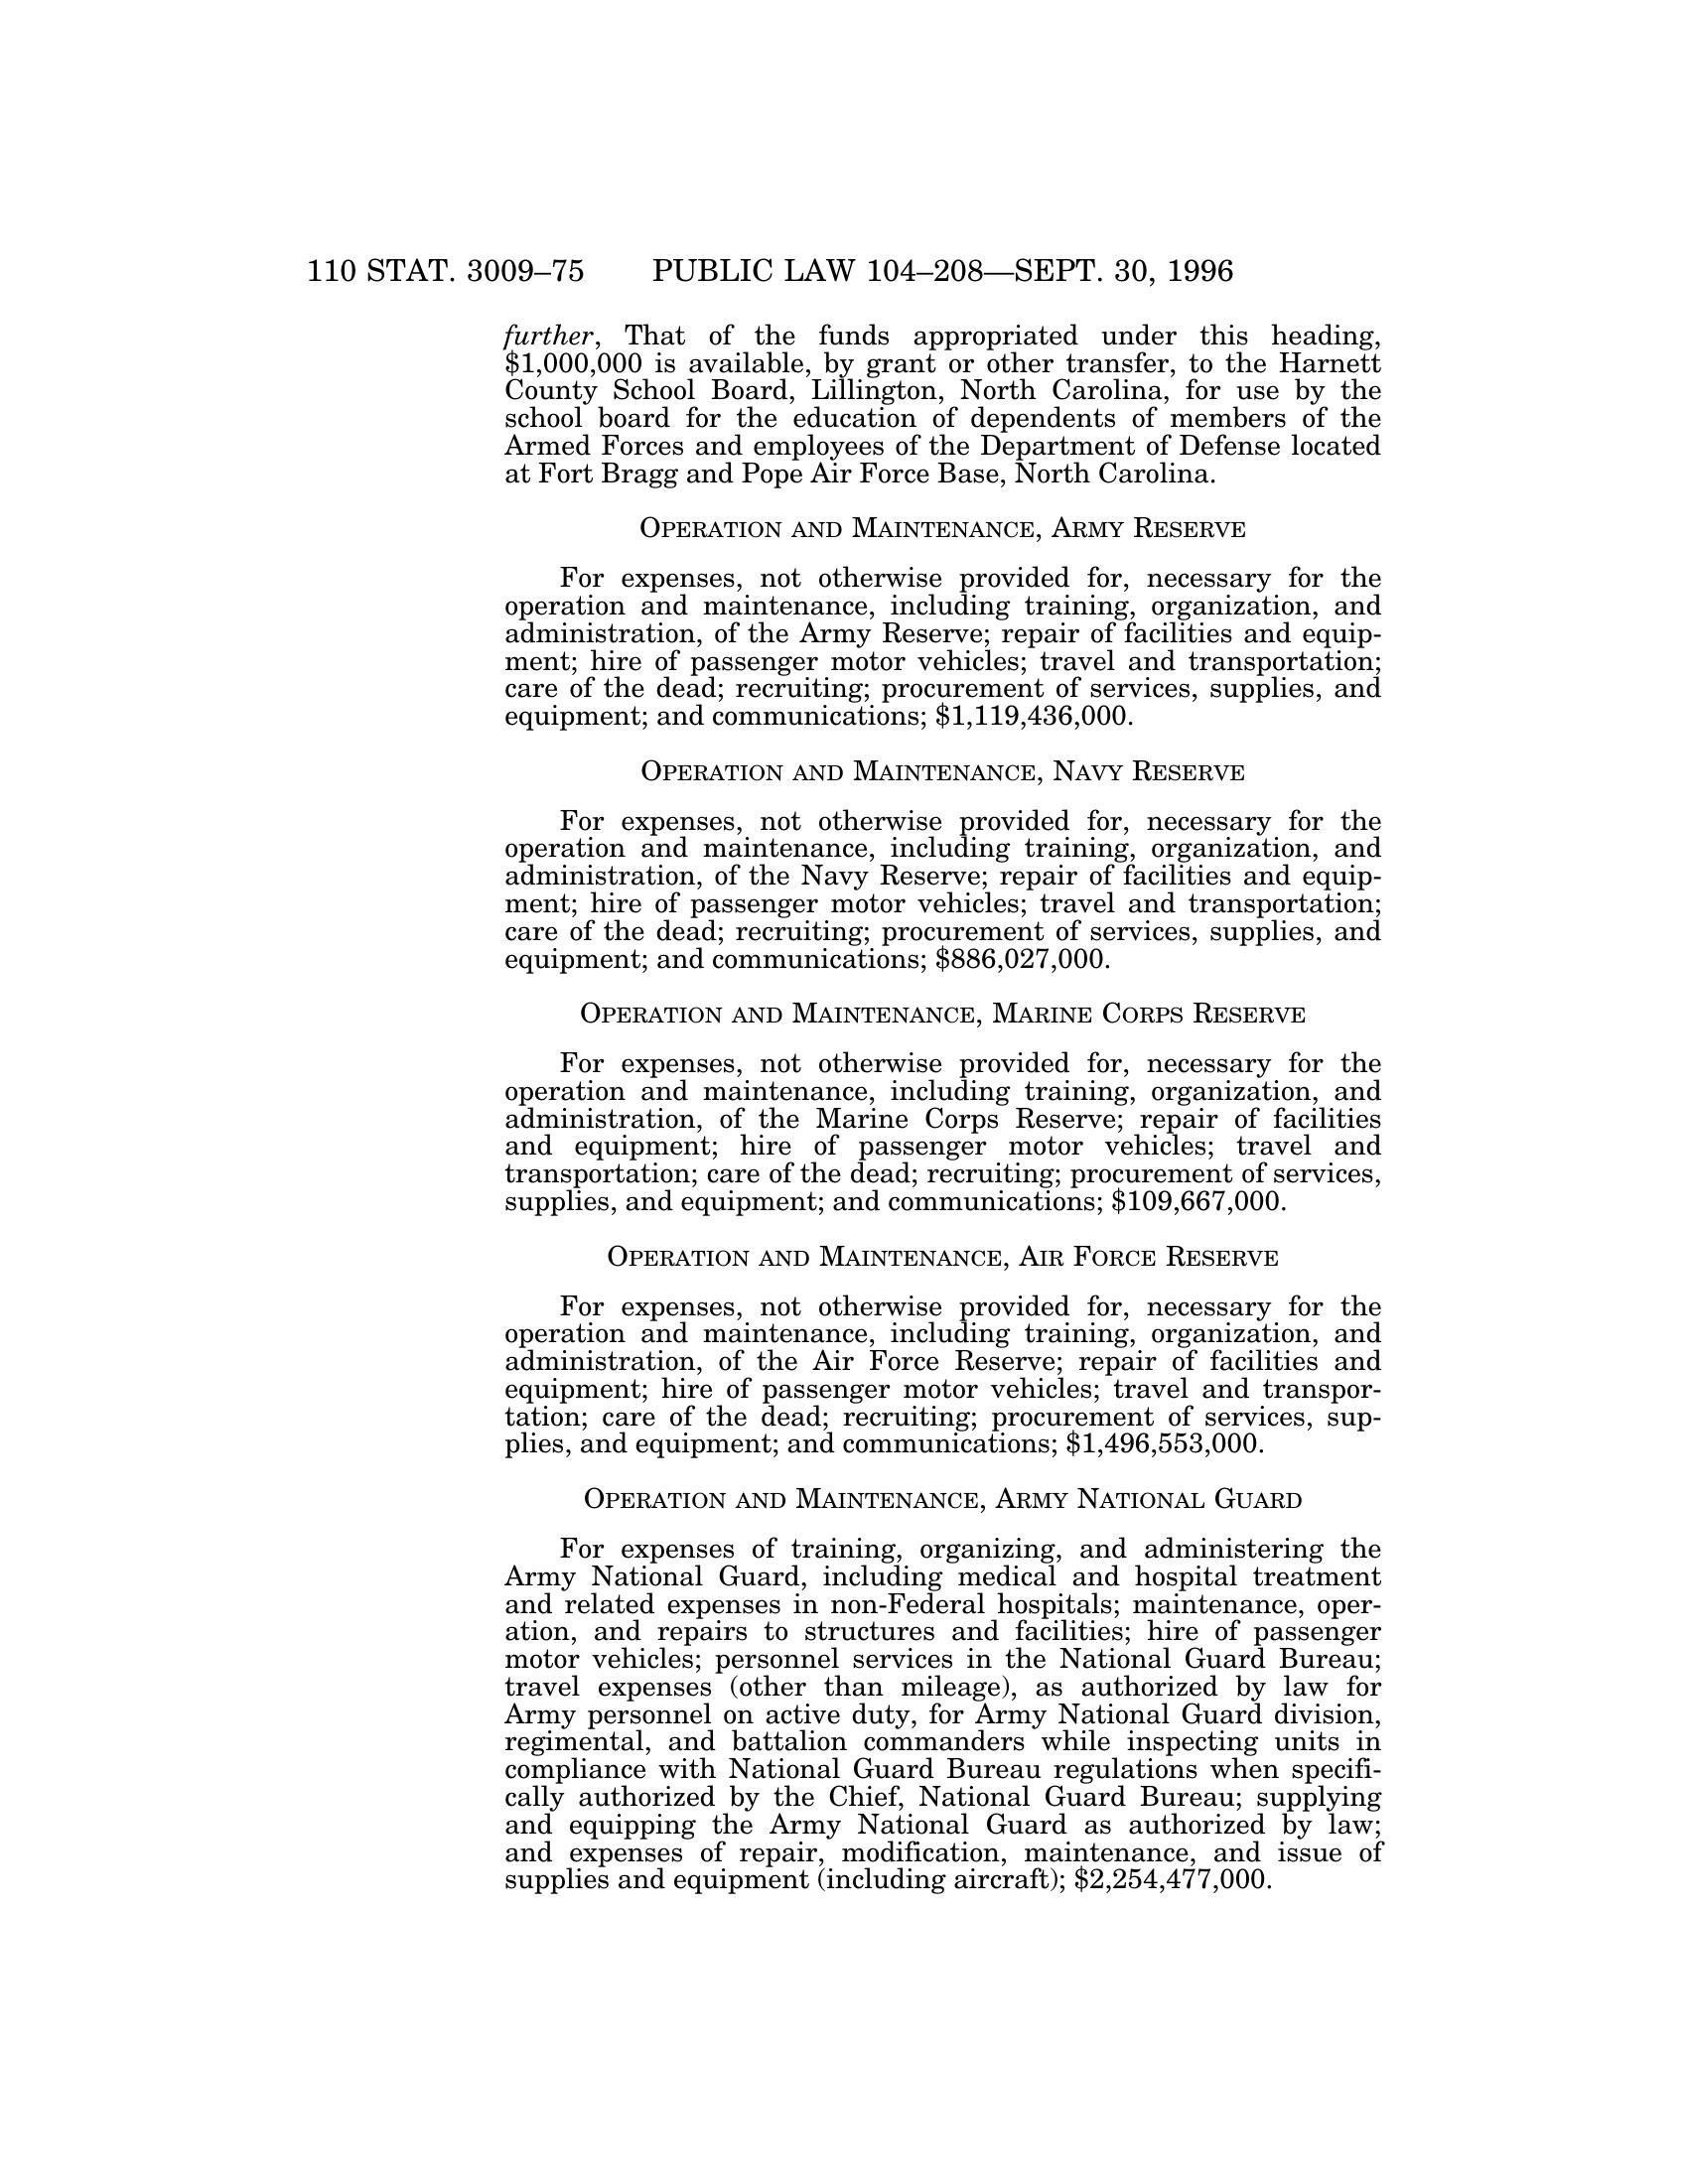 110 STAT. 3009–75 PUBLIC LAW 104–208—SEPT. 30, 1996
further, That of the funds appropriated under this heading,
$1,000,000 is available, by grant or other transfer, to the Harnett
County School Board, Lillington, North Carolina, for use by the
school board for the education of dependents of members of the
Armed Forces and employees of the Department of Defense located
at Fort Bragg and Pope Air Force Base, North Carolina.
OPERATION AND MAINTENANCE, ARMY RESERVE
For expenses, not otherwise provided for, necessary for the
operation and maintenance, including training, organization, and
administration, of the Army Reserve; repair of facilities and equip-
ment; hire of passenger motor vehicles; travel and transportation;
care of the dead; recruiting; procurement of services, supplies, and
equipment; and communications; $1,119,436,000.
OPERATION AND MAINTENANCE, NAVY RESERVE
For expenses, not otherwise provided for, necessary for the
operation and maintenance, including training, organization, and
administration, of the Navy Reserve; repair of facilities and equip-
ment; hire of passenger motor vehicles; travel and transportation;
care of the dead; recruiting; procurement of services, supplies, and
equipment; and communications; $886,027,000.
OPERATION AND MAINTENANCE, MARINE CORPS RESERVE
For expenses, not otherwise provided for, necessary for the
operation and maintenance, including training, organization, and
administration, of the Marine Corps Reserve; repair of facilities
and equipment; hire of passenger motor vehicles; travel and
transportation; care of the dead; recruiting; procurement of services,
supplies, and equipment; and communications; $109,667,000.
OPERATION AND MAINTENANCE, AIR FORCE RESERVE
For expenses, not otherwise provided for, necessary for the
operation and maintenance, including training, organization, and
administration, of the Air Force Reserve; repair of facilities and
equipment; hire of passenger motor vehicles; travel and transpor-
tation; care of the dead; recruiting; procurement of services, sup-
plies, and equipment; and communications; $1,496,553,000.
OPERATION AND MAINTENANCE, ARMY NATIONAL GUARD
For expenses of training, organizing, and administering the
Army National Guard, including medical and hospital treatment
and related expenses in non-Federal hospitals; maintenance, oper-
ation, and repairs to structures and facilities; hire of passenger
motor vehicles; personnel services in the National Guard Bureau;
travel expenses (other than mileage), as authorized by law for
Army personnel on active duty, for Army National Guard division,
regimental, and battalion commanders while inspecting units in
compliance with National Guard Bureau regulations when specifi-
cally authorized by the Chief, National Guard Bureau; supplying
and equipping the Army National Guard as authorized by law;
and expenses of repair, modification, maintenance, and issue of
supplies and equipment (including aircraft); $2,254,477,000.